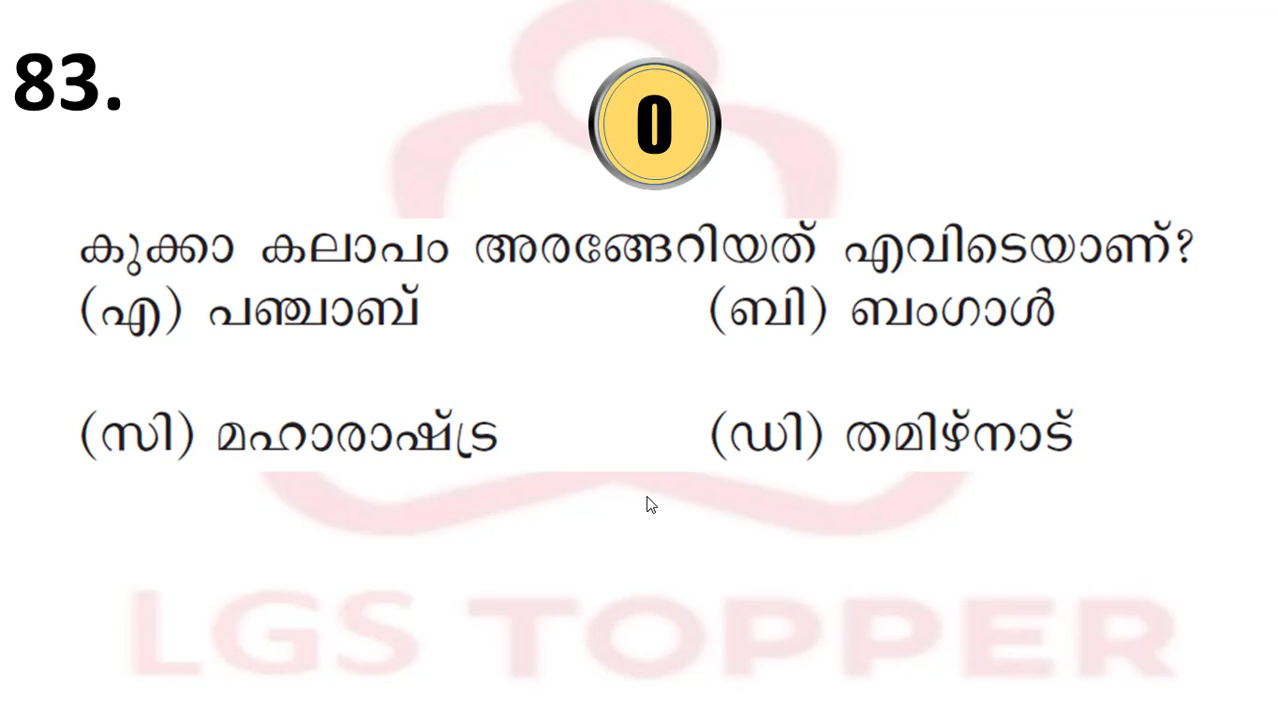 83.
0
കുക്കാ കലാപം അരങ്ങേറിയത് എവിടെയാണ്?
(എ) പഞ്ചാബ് (ബി) ബംഗാൾ
(സി) മഹാരാഷ്ട്ര (ഡി) തമിഴ്നാട്
LGS TOPPER